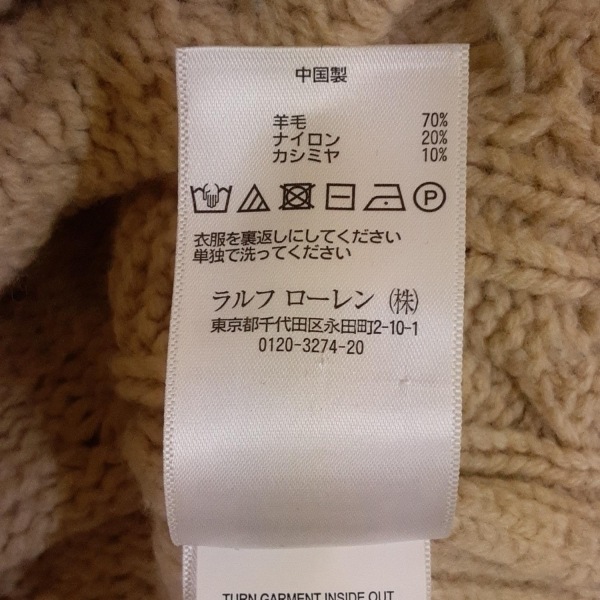 中国製
羊毛 70%
ナイロン 20%
カシミヤ 10%
P
衣服を裏返しにしてください
単独で洗ってください
ラルフ ローレン (株)
東京都千代田区永田町2-10-1
0120-3274-20
TURN GARMENT INSIDE OUT